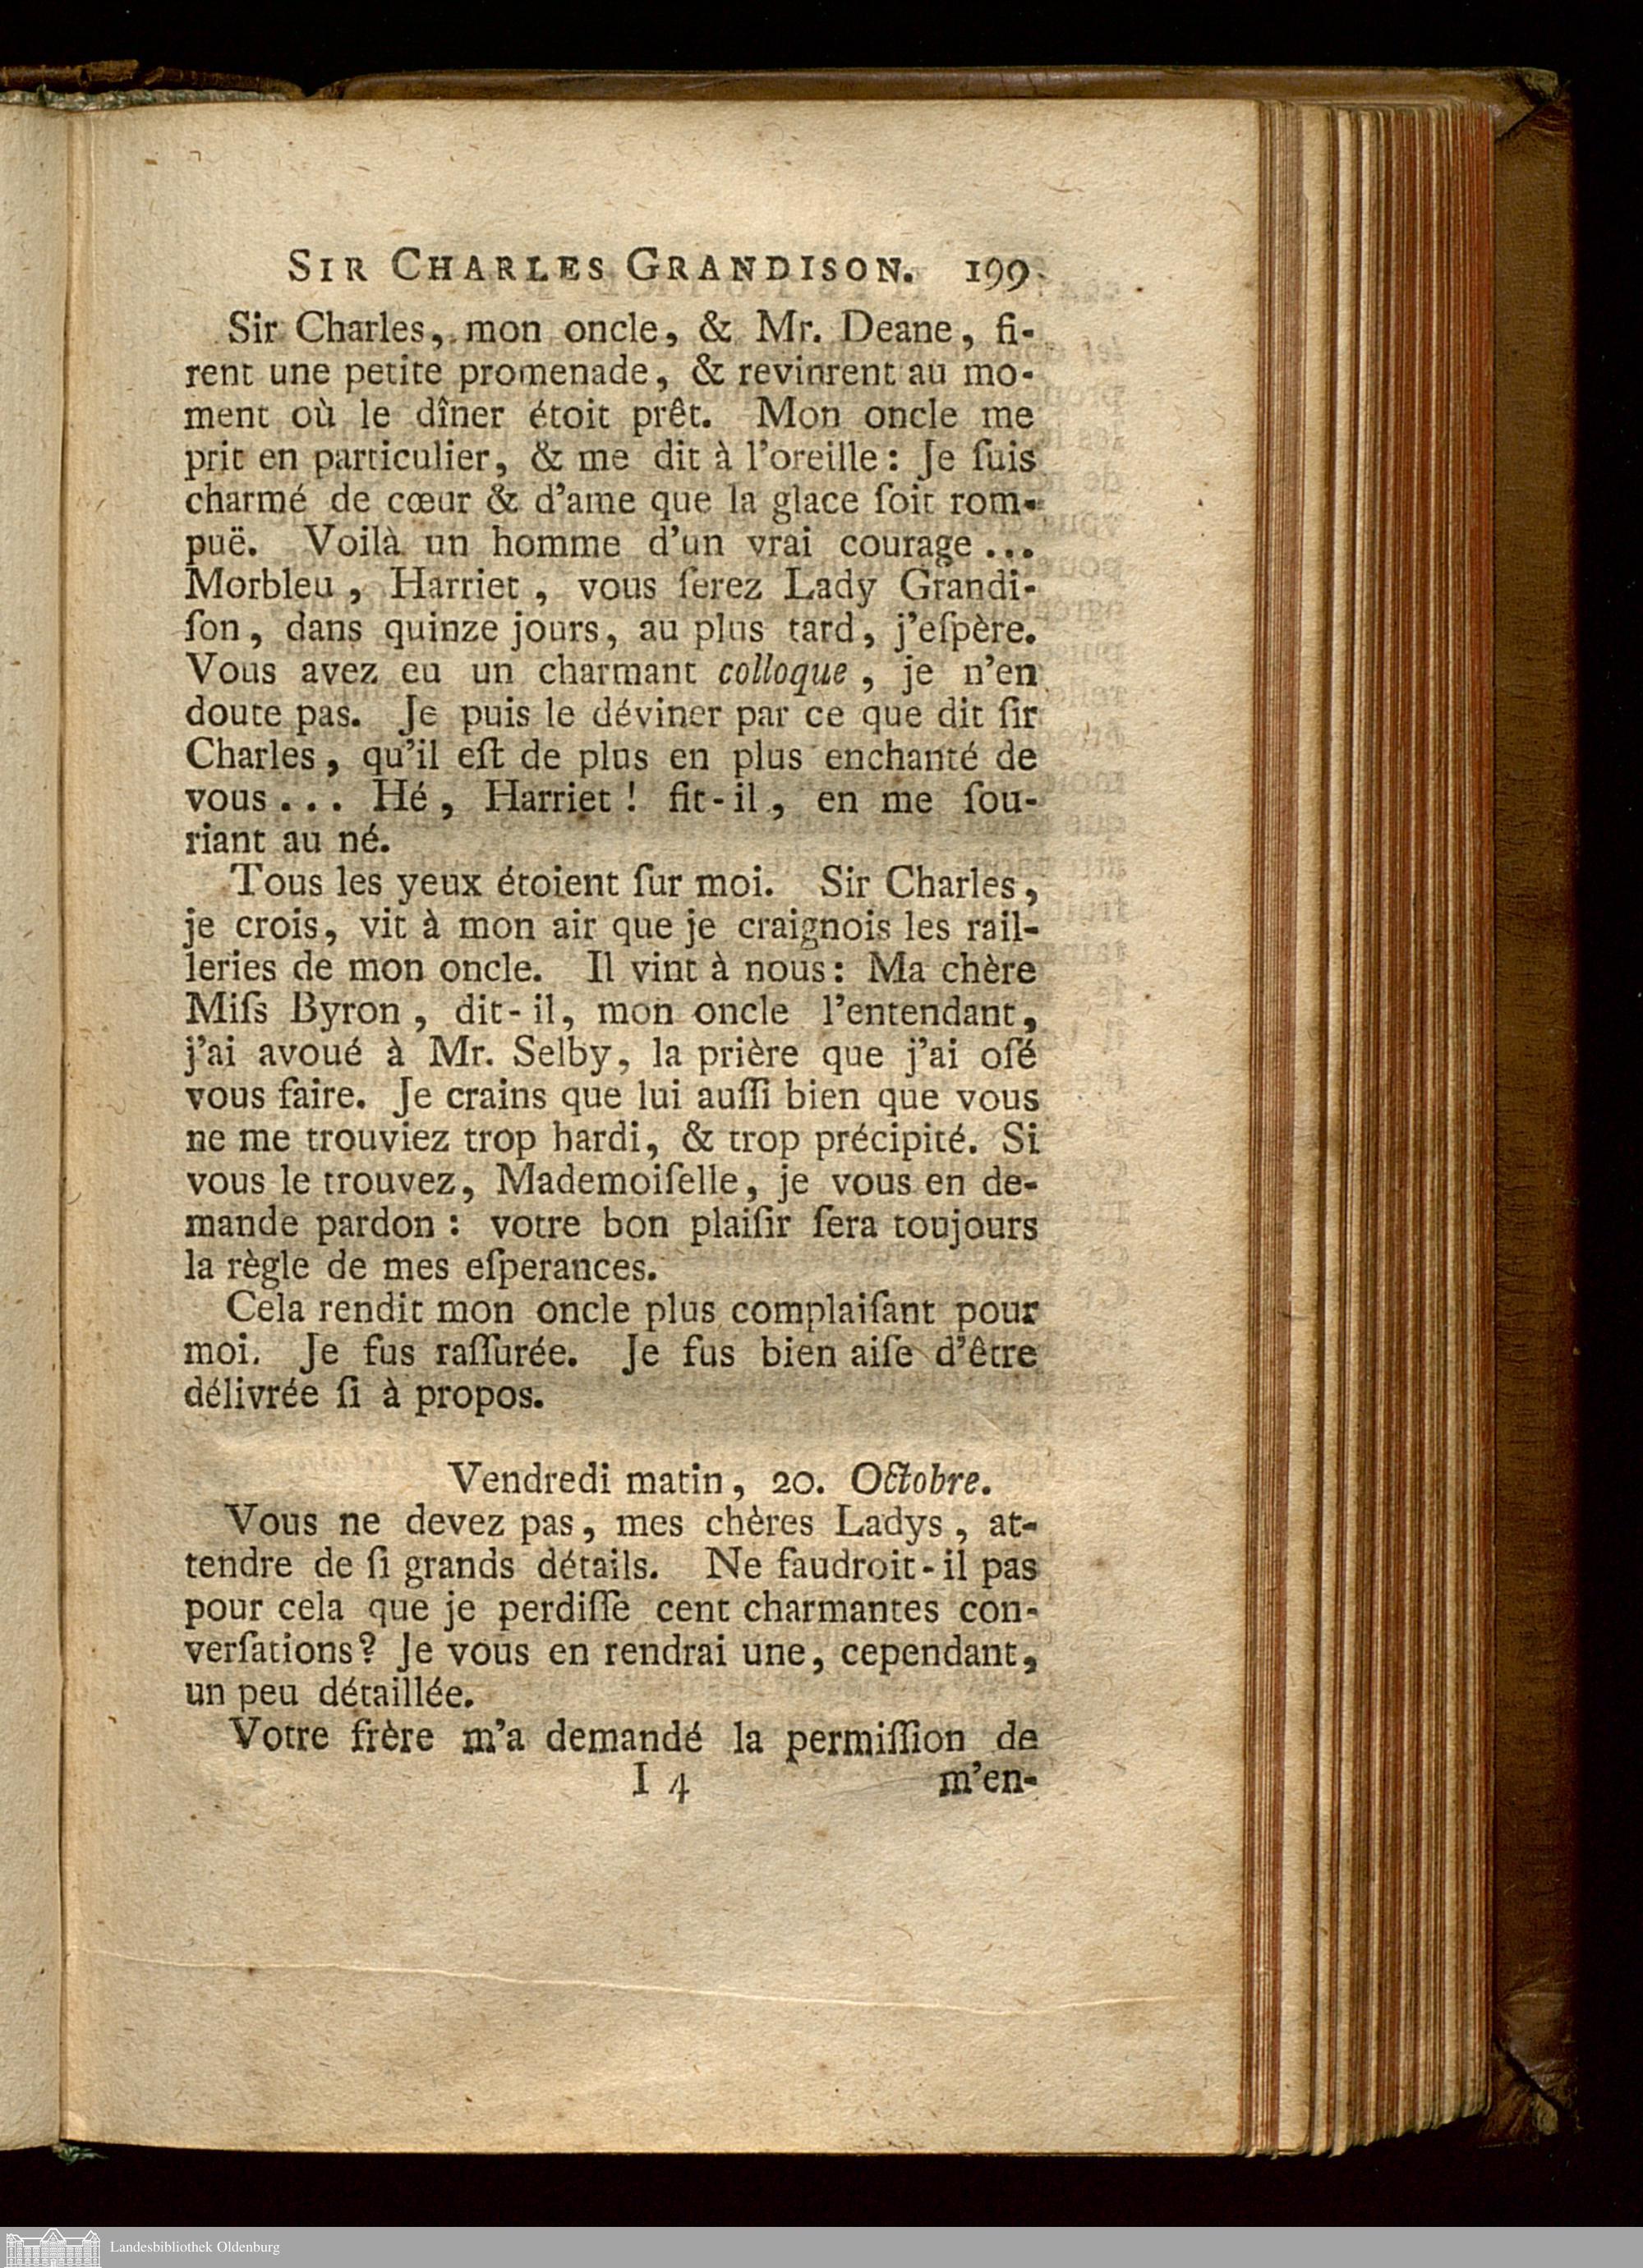 SIR CHARLES GRANDISON. 199
Sir Charles, mon oncle, & Mr. Deane, fi-
rent une petite promenade, & revinrent au mo-
ment où le dîner étoit prêt. Mon oncle me
prit en particulier, & me dit à l'oreille: Je ſuis
charmé de cœur & d'ame que la glace ſoit rom-
puë. Voilà un homme d'un vrai courage...
Morbleu, Harriet, vous ſerez Lady Grandi-
ſon, dans quinze jours, au plus tard, j'eſpère.
Vous avez eu un charmant colloque, je n'en
doute pas. Je puis le déviner par ce que dit ſir
Charles, qu'il eſt de plus en plus enchanté de
vous... Hé, Harriet! fit-il, en me ſou-
riant au né.
Tous les yeux étoient ſur moi. Sir Charles,
je crois, vit à mon air que je craignois les rail-
leries de mon oncle. Il vint à nous: Ma chère
Miſs Byron, dit-il, mon oncle l'entendant,
j'ai avoué à Mr. Selby, la prière que j'ai oſé
vous faire. Je crains que lui auſſi bien que vous
ne me trouviez trop hardi, & trop précipité. Si
vous le trouvez, Mademoiſelle, je vous en de-
mande pardon: votre bon plaiſir ſera toujours
la règle de mes eſperances.
Cela rendit mon oncle plus complaiſant pour
moi. Je fus raſſurée. Je fus bien aiſe d'être
délivrée ſi à propos.
Vendredi matin, 20. Octobre.
Vous ne devez pas, mes chères Ladys, at-
tendre de ſi grands détails. Ne faudroit-il pas
pour cela que je perdiſſe cent charmantes con-
verſations? Je vous en rendrai une, cependant,
un peu détaillée.
Votre frère m'a demandé la permiſſion de
I 4 m'en-
Landesbibliothek Oldenburg